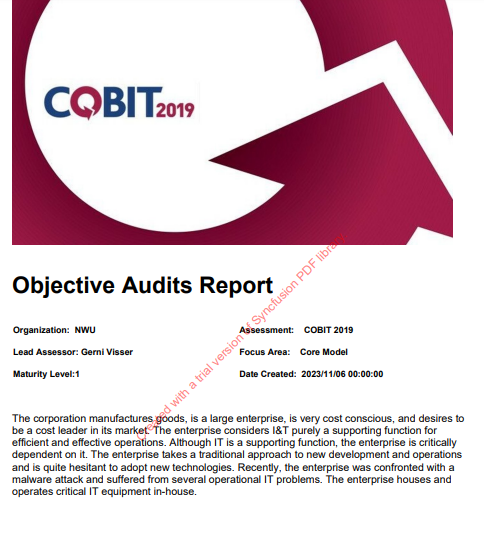 COBIT 2019
Objective Audits Report
Organization: NWU
Assessment: COBIT 2019
Lead Assessor: Gerni Visser
Focus Area: Core Model
Maturity Level:1
Date Created: 2023/11/06 00:00:00
Created with a trial version of Syncfusion PDF library
The corporation manufactures goods, is a large enterprise, is very cost conscious, and desires to
be a cost leader in its market. The enterprise considers I&T purely a supporting function for
efficient and effective operations. Although IT is a supporting function, the enterprise is critically
dependent on it. The enterprise takes a traditional approach to new development and operations
and is quite hesitant to adopt new technologies. Recently, the enterprise was confronted with a
malware attack and suffered from several operational IT problems. The enterprise houses and
operates critical IT equipment in-house.